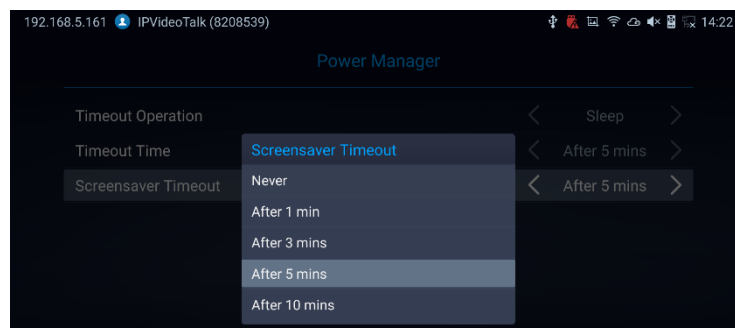 192.168.5.161 IPVideoTalk (8208539) 14:22
Power Manager
Timeout Operation Sleep
Timeout Time After 5 mins
Screensaver Timeout After 5 mins
Screensaver Timeout
Never
After 1 min
After 3 mins
After 5 mins
After 10 mins